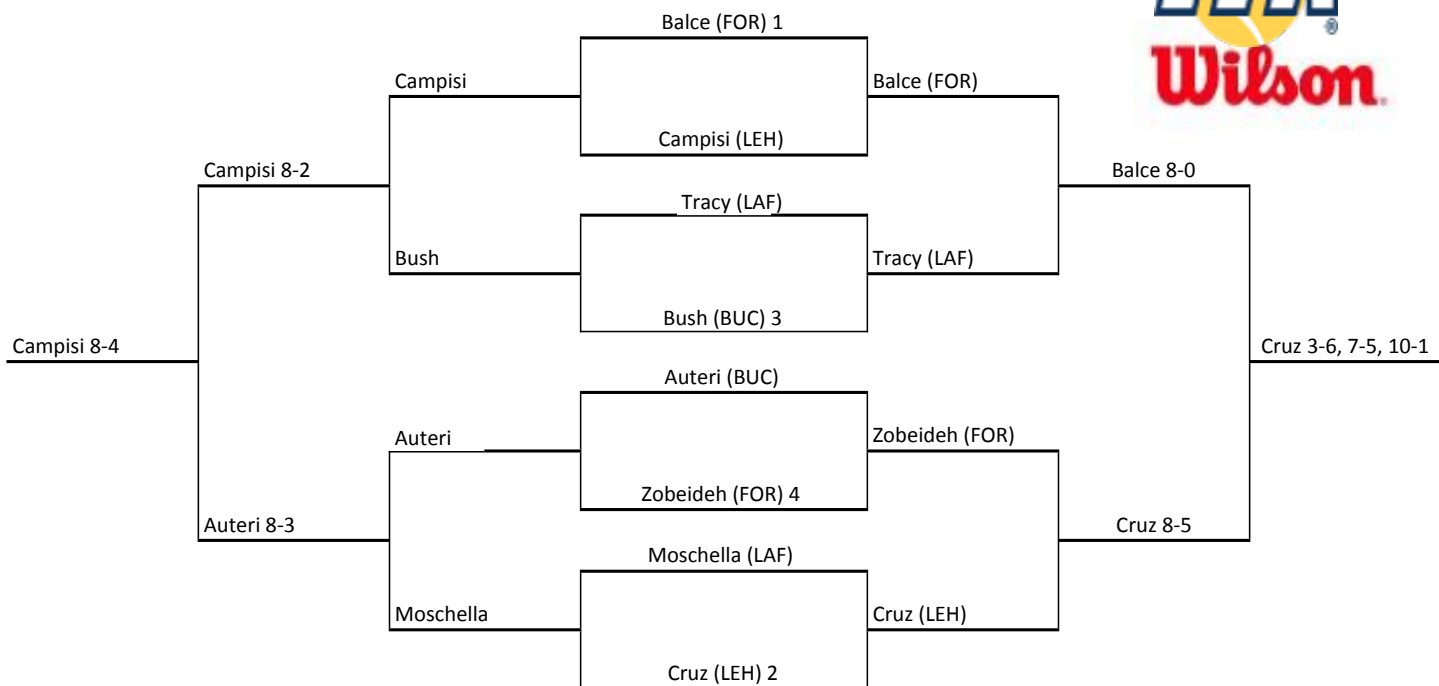 Balce (FOR) 1
Wilson.
Campisi
Balce (FOR)
Campisi (LEH)
Campisi 8-2
Balce 8-0
Tracy (LAF)
Bush
Tracy (LAF)
Bush (BUC) 3
Campisi 8-4
Cruz 3-6, 7-5, 10-1
Auteri (BUC)
Auteri
Zobeideh (FOR)
Zobeideh (FOR) 4
Auteri 8-3
Cruz 8-5
Moschella (LAF)
Moschella
Cruz (LEH)
Cruz (LEH) 2